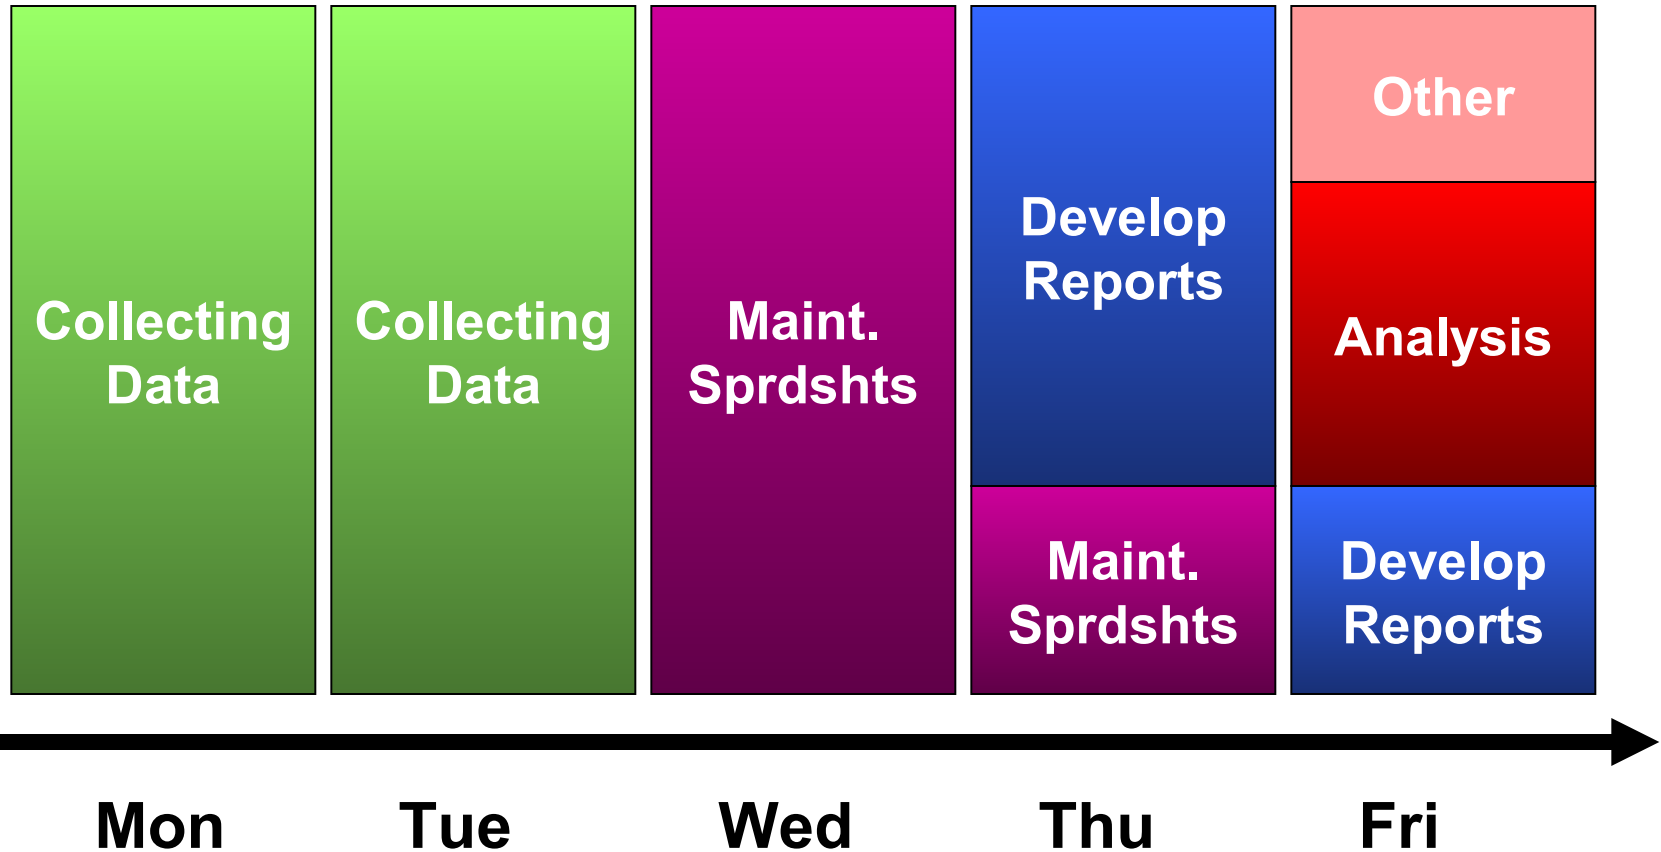 Collecting
Data
Collecting
Data
Maint.
Sprdshts
Develop
Reports
Maint.
Sprdshts
Other
Analysis
Develop
Reports
Mon
Tue
Wed
Thu
Fri